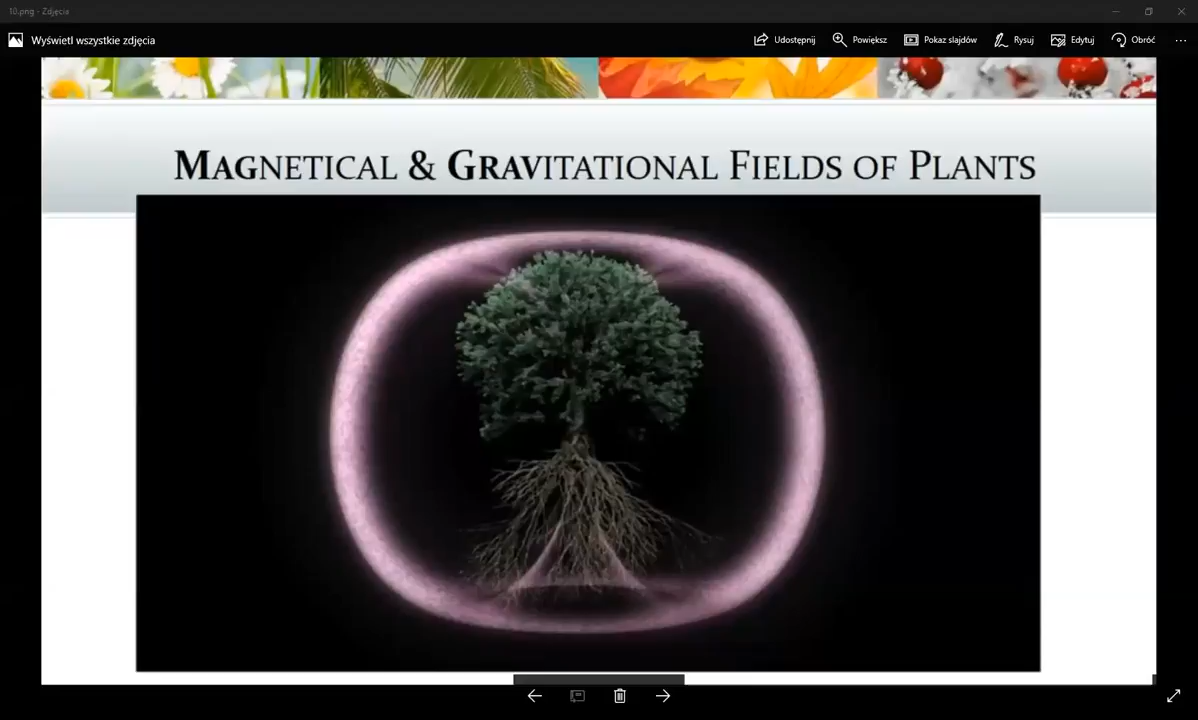 10.png - Zdjęcia
Wyświetl wszystkie zdjęcia
Udostępnij
Powiększ
Pokaz slajdów
Rysuj
Edytuj
Obróć
MAGNETICAL & GRAVITATIONAL FIELDS OF PLANTS